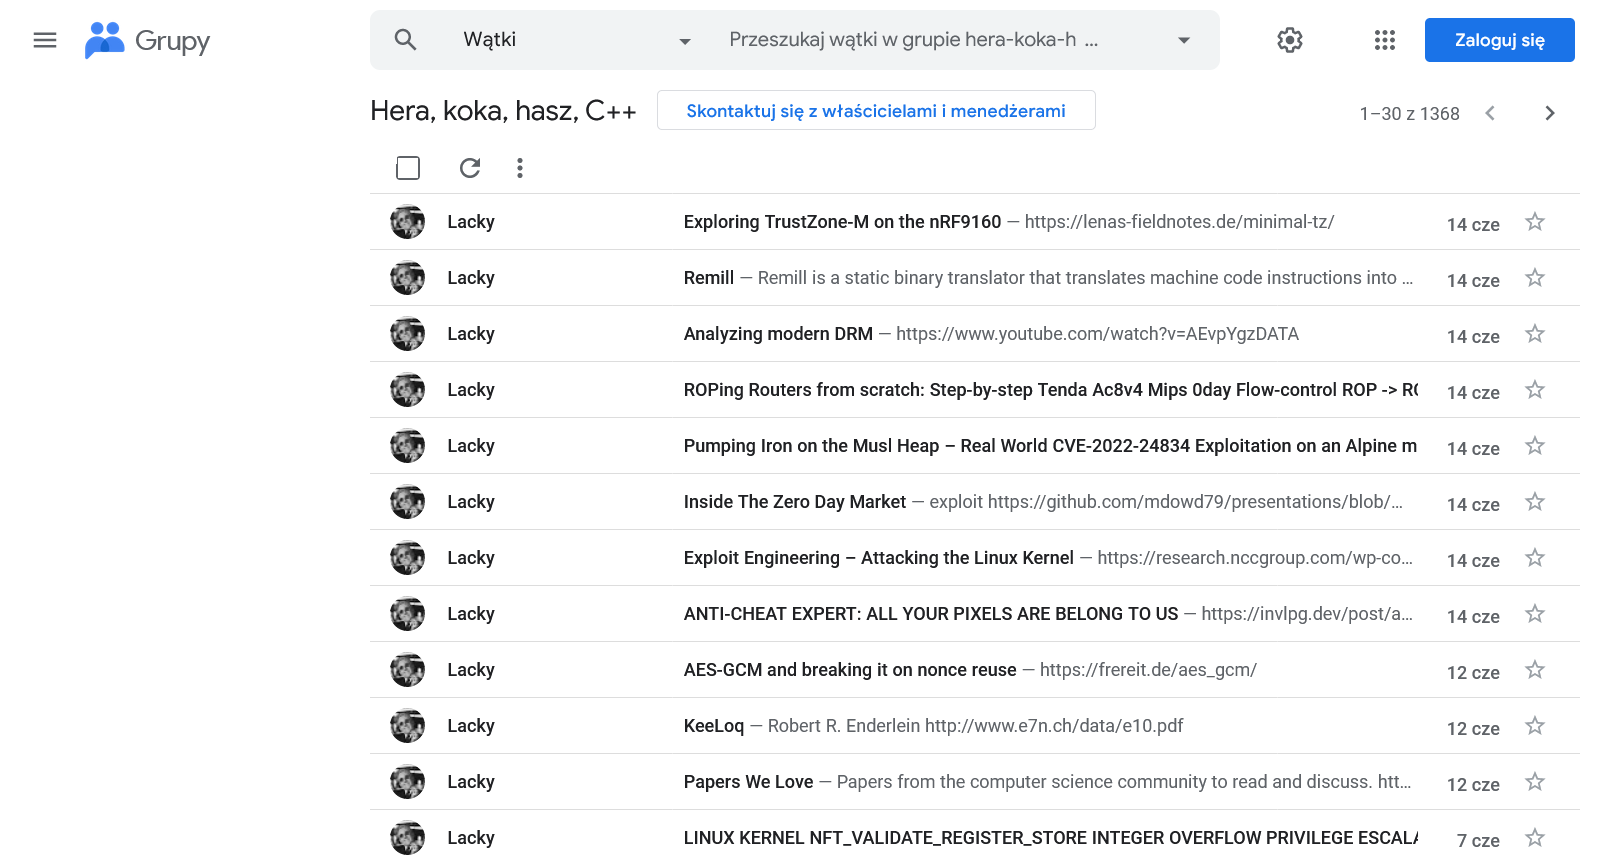 Grupy
Wątki
Przeszukaj wątki w grupie hera-koka-h ...
Zaloguj się
Hera, koka, hasz, C++
Skontaktuj się z właścicielami i menedżerami
1–30 z 1368
Lacky Exploring TrustZone-M on the nRF9160 — https://lenas-fieldnotes.de/minimal-tz/ 14 cze
Lacky Remill — Remill is a static binary translator that translates machine code instructions into ... 14 cze
Lacky Analyzing modern DRM — https://www.youtube.com/watch?v=AEvpYgzDATA 14 cze
Lacky ROPing Routers from scratch: Step-by-step Tenda Ac8v4 Mips 0day Flow-control ROP -> RC 14 cze
Lacky Pumping Iron on the Musl Heap – Real World CVE-2022-24834 Exploitation on an Alpine m 14 cze
Lacky Inside The Zero Day Market — exploit https://github.com/mdowd79/presentations/blob/... 14 cze
Lacky Exploit Engineering – Attacking the Linux Kernel — https://research.nccgroup.com/wp-co... 14 cze
Lacky ANTI-CHEAT EXPERT: ALL YOUR PIXELS ARE BELONG TO US — https://invlpg.dev/post/a... 14 cze
Lacky AES-GCM and breaking it on nonce reuse — https://frereit.de/aes_gcm/ 12 cze
Lacky KeeLoq — Robert R. Enderlein http://www.e7n.ch/data/e10.pdf 12 cze
Lacky Papers We Love — Papers from the computer science community to read and discuss. htt... 12 cze
Lacky LINUX KERNEL NFT_VALIDATE_REGISTER_STORE INTEGER OVERFLOW PRIVILEGE ESCALA 7 cze